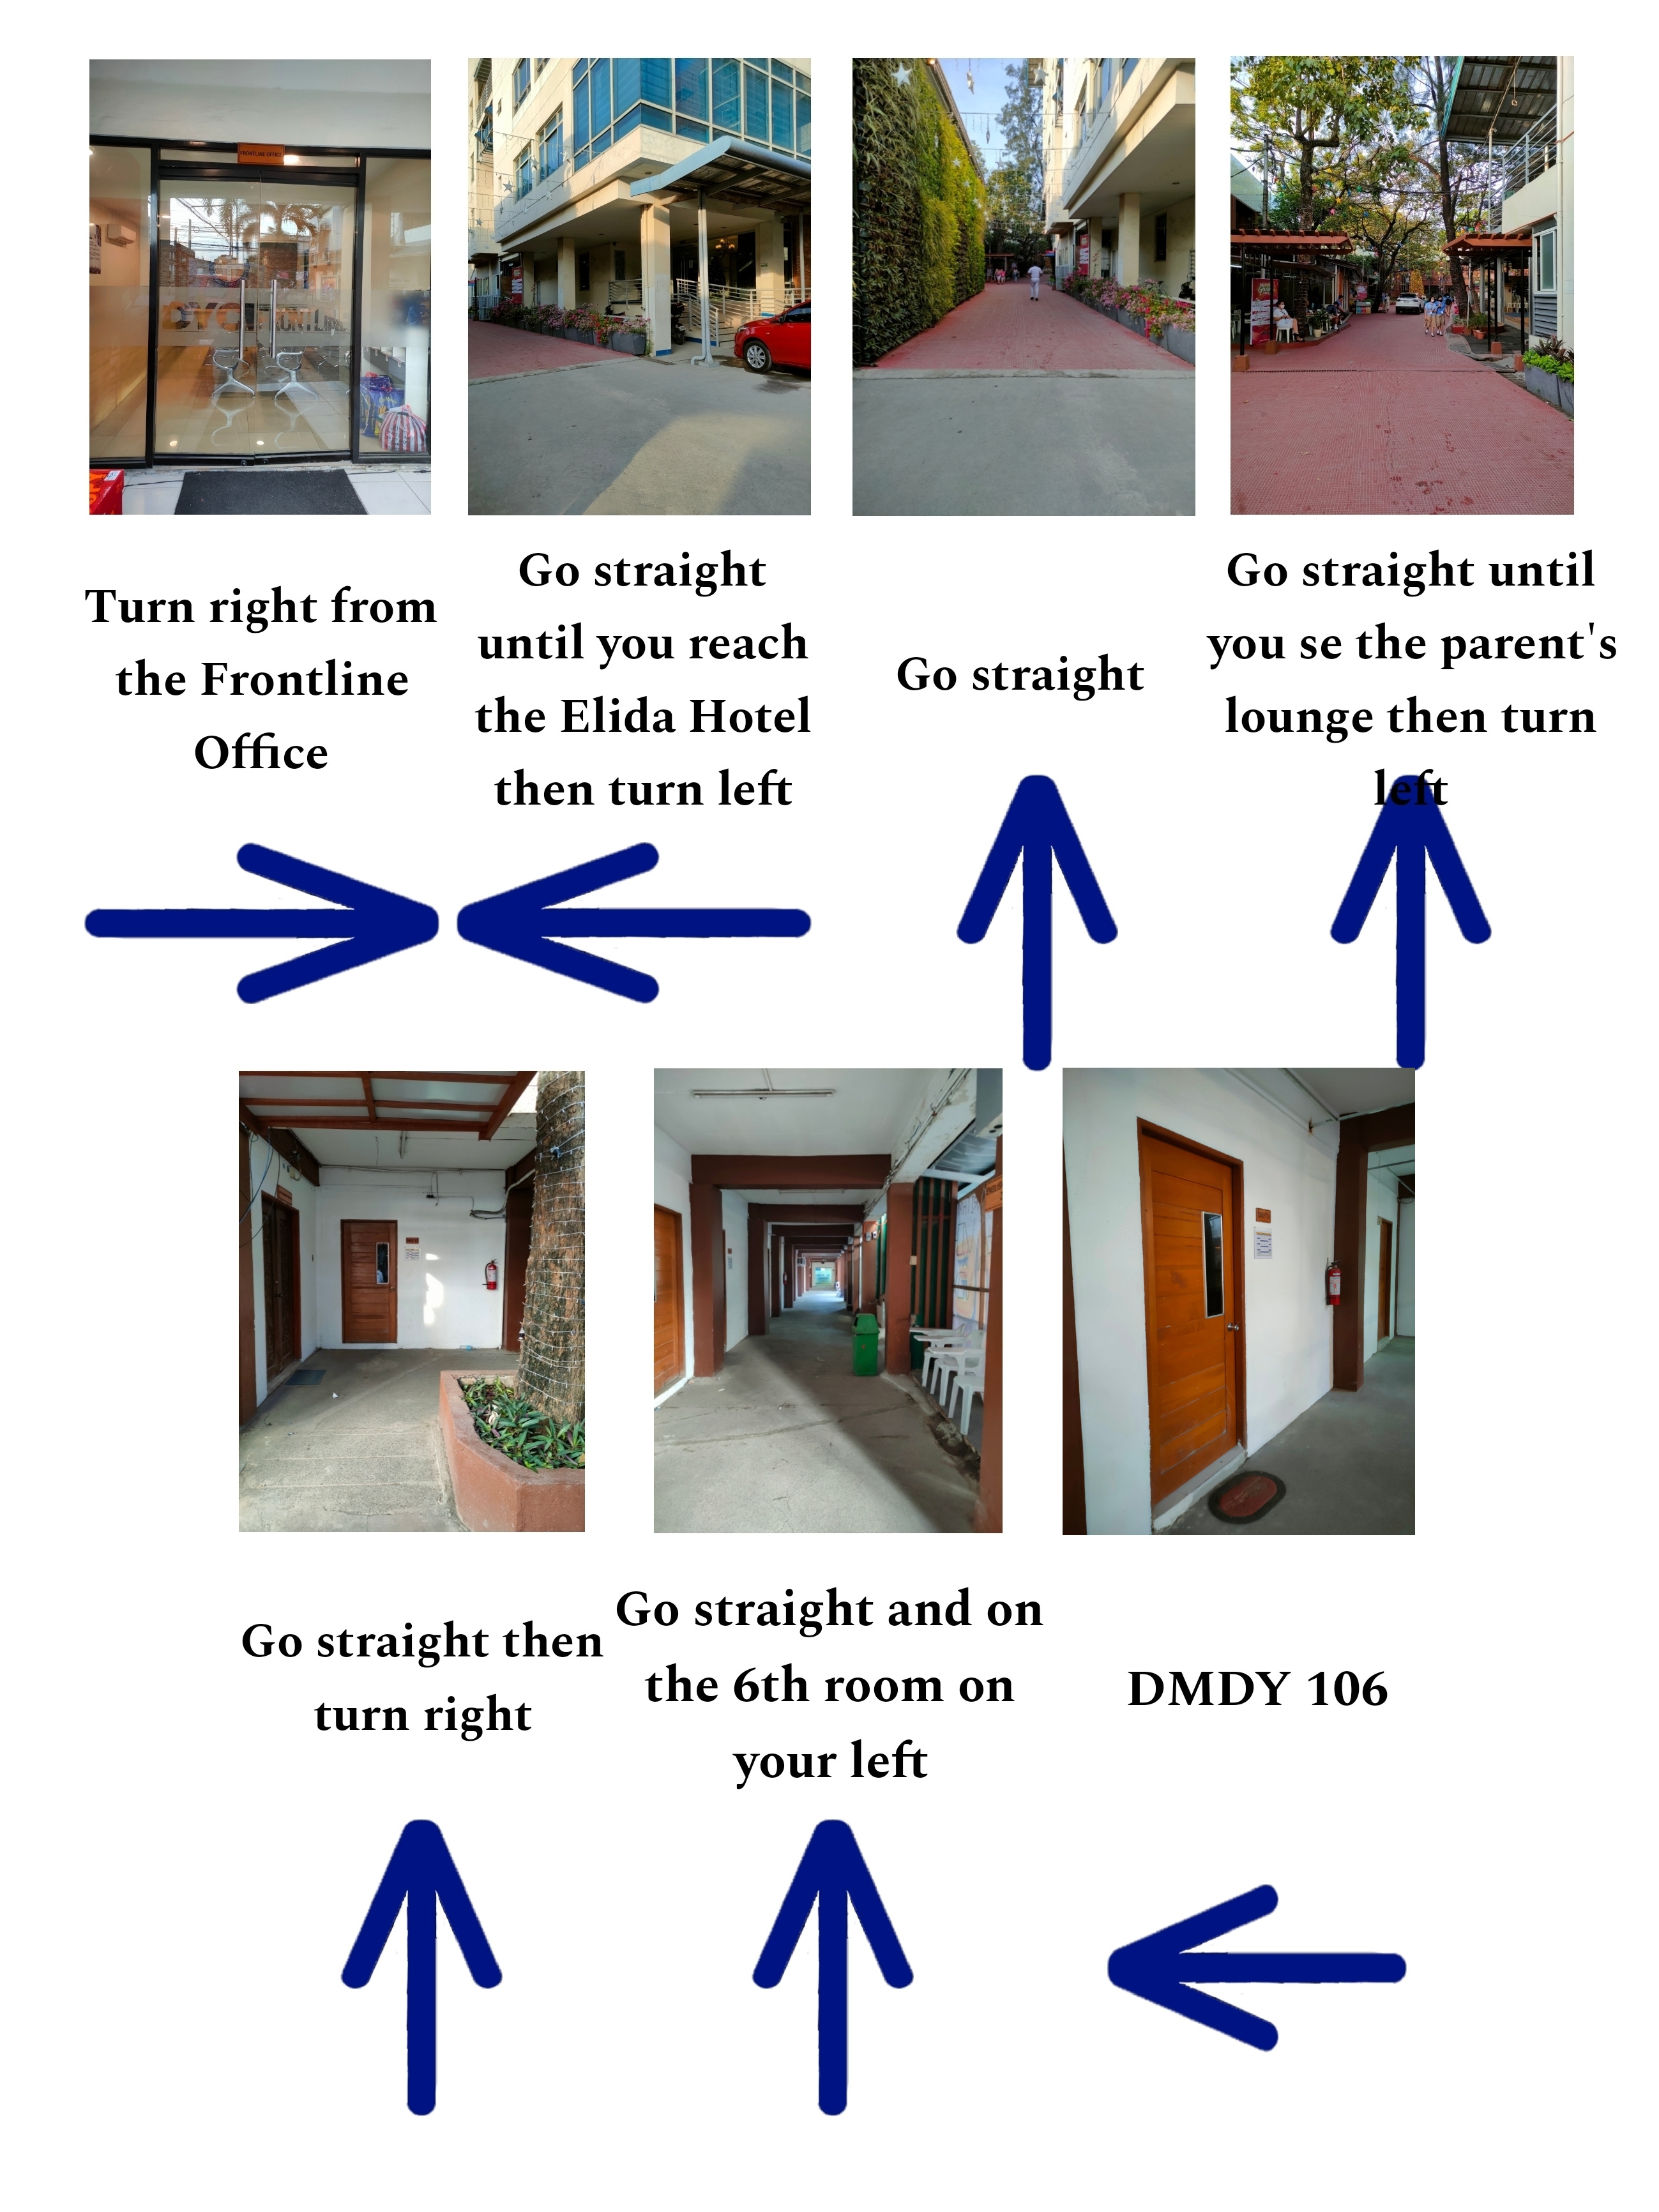 FRONTLINE OFFICE
Turn right from
the Frontline
Office
Go straight
until you reach
the Elida Hotel
then turn left
Go straight
Go straight until
you se the parent's
lounge then turn
left
Go straight then
turn right
Go straight and on
the 6th room on
your left
DMDY 106